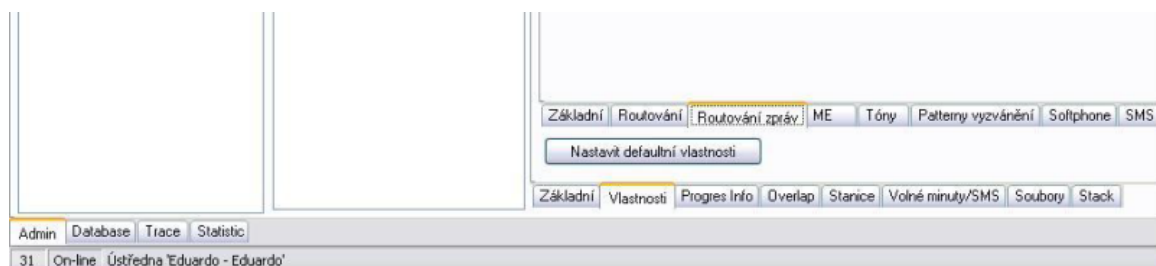 Základní Routování Routování zpráv ME Tóny Patterny vyzvánění Softphone SMS
Nastavit defaultní vlastnosti
Základní Vlastnosti Progres Info Overlap Stanice Volné minuty/SMS Soubory Stack
Admin Database Trace Statistic
31 On-line Ústředna 'Eduardo - Eduardo'